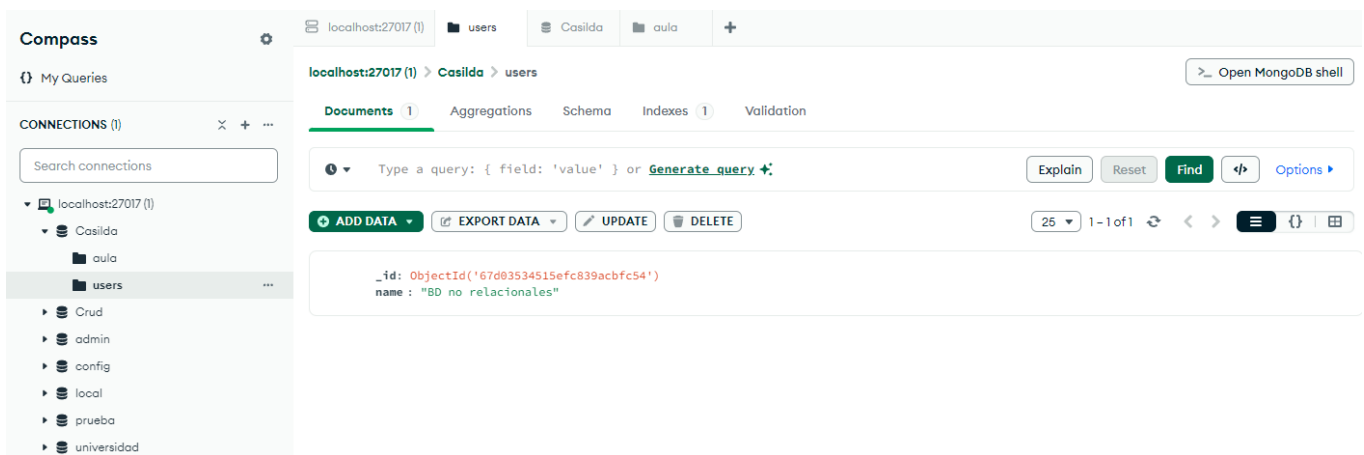 Compass
My Queries
CONNECTIONS (1)
Search connections
localhost:27017 (1)
Casilda
aula
users
Crud
admin
config
local
prueba
universidad
localhost:27017 (1) users Casilda aula
localhost:27017 (1) > Casilda > users
>_ Open MongoDB shell
Documents 1 Aggregations Schema Indexes 1 Validation
Type a query: { field: 'value' } or Generate query
Explain Reset Find </> Options
ADD DATA EXPORT DATA UPDATE DELETE
25 1-1 of 1 {}
_id: ObjectId('67d03534515efc839acbfc54')
name : "BD no relacionales"